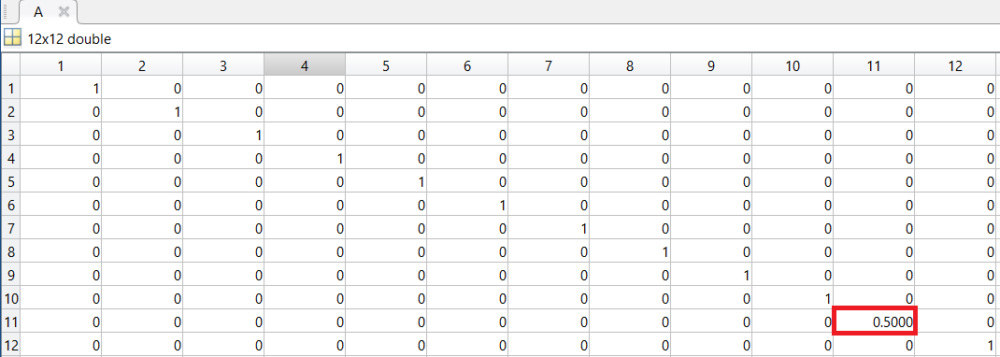 A
12x12 double
1 2 3 4 5 6 7 8 9 10 11 12
1 1 0 0 0 0 0 0 0 0 0 0 0
2 0 1 0 0 0 0 0 0 0 0 0 0
3 0 0 1 0 0 0 0 0 0 0 0 0
4 0 0 0 1 0 0 0 0 0 0 0 0
5 0 0 0 0 1 0 0 0 0 0 0 0
6 0 0 0 0 0 1 0 0 0 0 0 0
7 0 0 0 0 0 0 1 0 0 0 0 0
8 0 0 0 0 0 0 0 1 0 0 0 0
9 0 0 0 0 0 0 0 0 1 0 0 0
10 0 0 0 0 0 0 0 0 0 1 0 0
11 0 0 0 0 0 0 0 0 0 0 0.5000 0
12 0 0 0 0 0 0 0 0 0 0 0 1